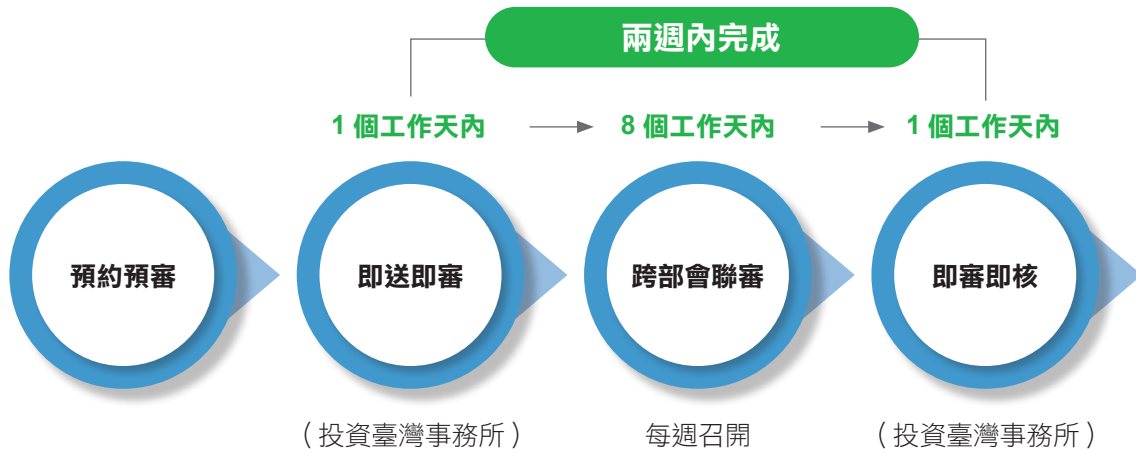 兩週內完成
1 個工作天內
8 個工作天內
1 個工作天內
預約預審
即送即審
跨部會聯審
即審即核
（投資臺灣事務所）
每週召開
（投資臺灣事務所）